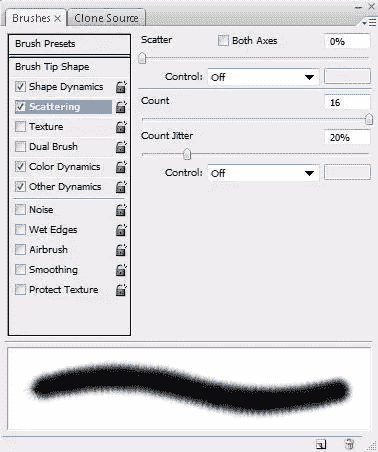 Brushes × Clone Source
Brush Presets
Brush Tip Shape
Shape Dynamics
Scattering
Texture
Dual Brush
Color Dynamics
Other Dynamics
Noise
Wet Edges
Airbrush
Smoothing
Protect Texture
Scatter Both Axes 0%
Control: Off
Count 16
Count Jitter 20%
Control: Off